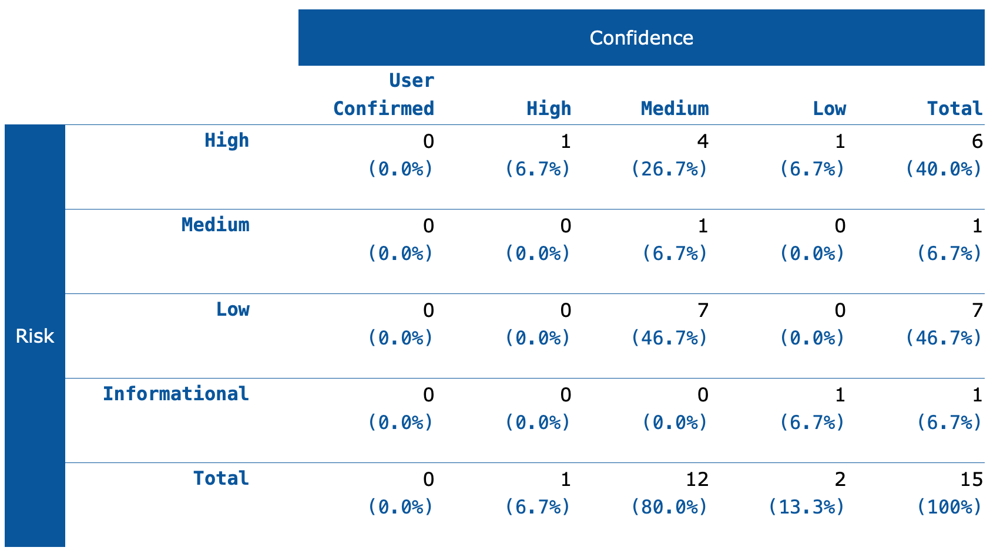 Confidence
User
Confirmed High Medium Low Total
High 0 1 4 1 6
(0.0%) (6.7%) (26.7%) (6.7%) (40.0%)
Medium 0 0 1 0 1
(0.0%) (0.0%) (6.7%) (0.0%) (6.7%)
Low 0 0 7 0 7
Risk
(0.0%) (0.0%) (46.7%) (0.0%) (46.7%)
Informational 0 0 0 1 1
(0.0%) (0.0%) (0.0%) (6.7%) (6.7%)
Total 0 1 12 2 15
(0.0%) (6.7%) (80.0%) (13.3%) (100%)